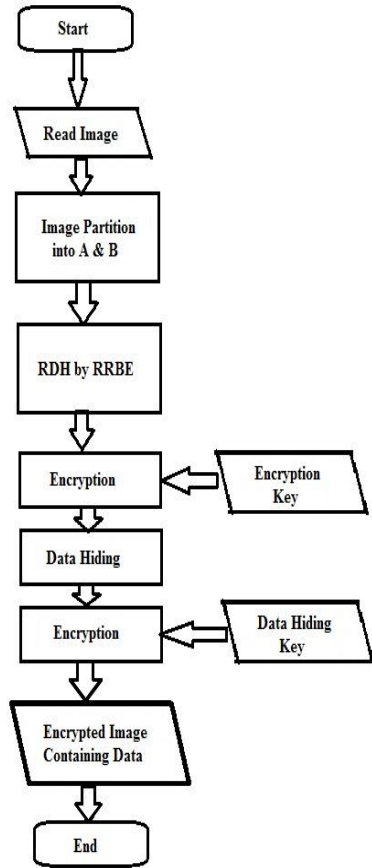 Start
Read Image
Image Partition
into A & B
RDH by RRBE
Encryption
Encryption
Key
Data Hiding
Encryption
Data Hiding
Key
Encrypted Image
Containing Data
End